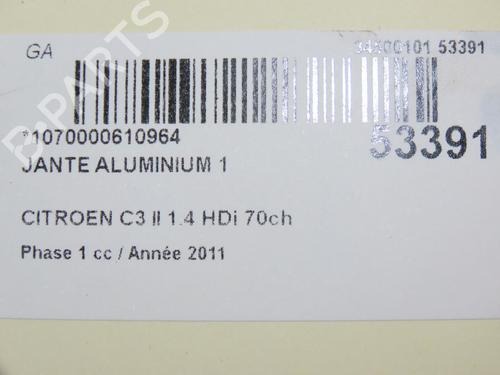 GA
53391
*1070000610964
53391
JANTE ALUMINIUM 1
CITROEN C3 II 1.4 HDi 70ch
Phase 1 cc / Année 2011
B-PARTS